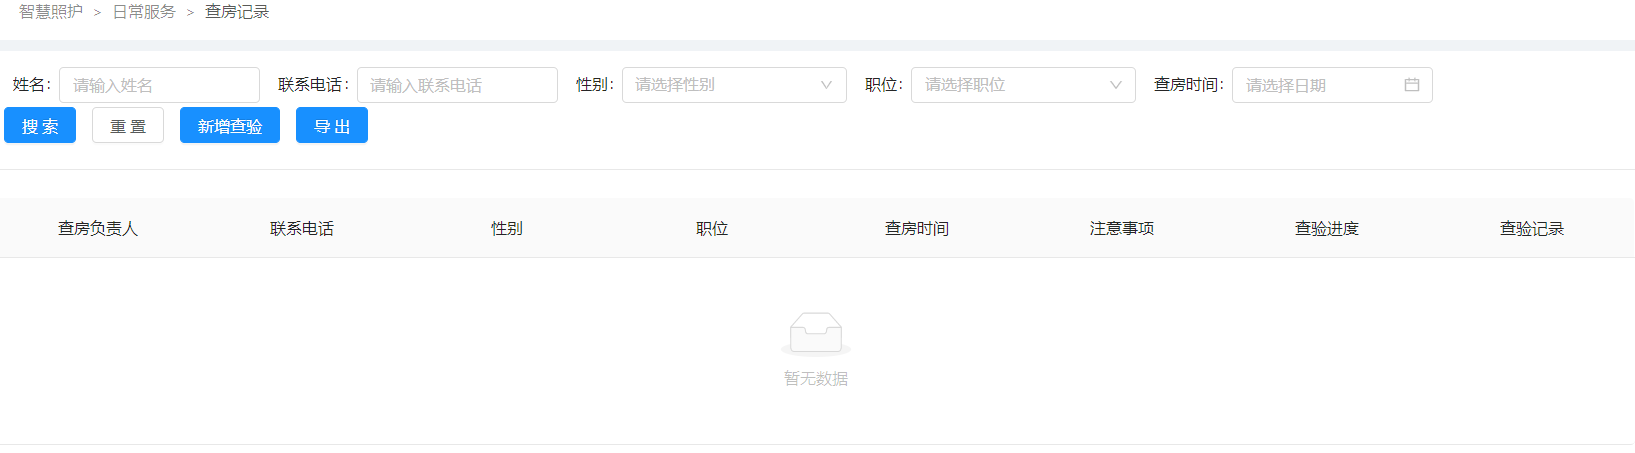 智慧照护 > 日常服务 > 查房记录
姓名: 请输入姓名 联系电话: 请输入联系电话 性别: 请选择性别 职位: 请选择职位 查房时间: 请选择日期
搜 索 重 置 新增查验 导 出
查房负责人 联系电话 性别 职位 查房时间 注意事项 查验进度 查验记录
暂无数据